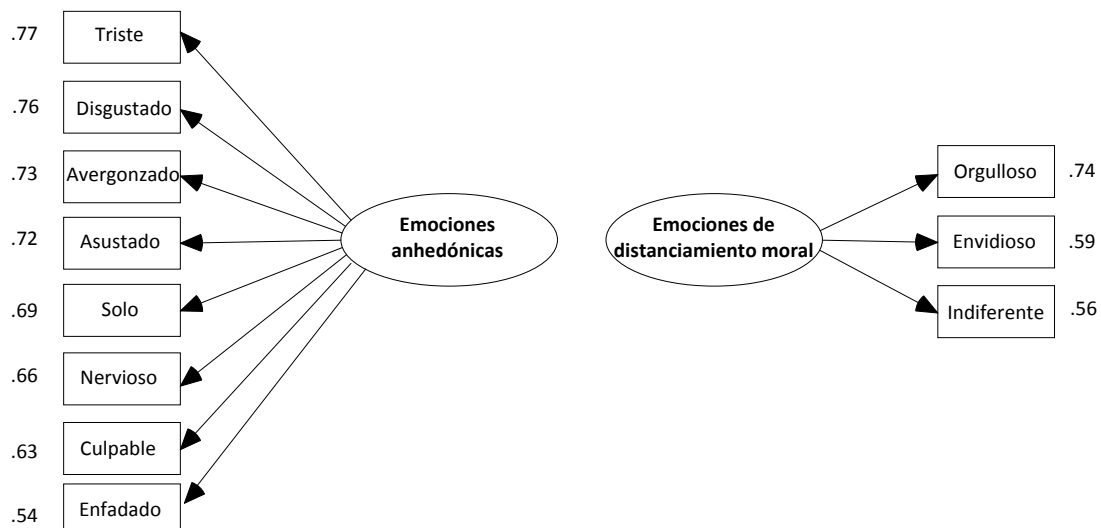 .77 Triste
.76 Disgustado
.73 Avergonzado
.72 Asustado
.69 Solo
.66 Nervioso
.63 Culpable
.54 Enfadado
Emociones
anhedónicas
Emociones de
distanciamiento moral
Orgulloso .74
Envidioso .59
Indiferente .56